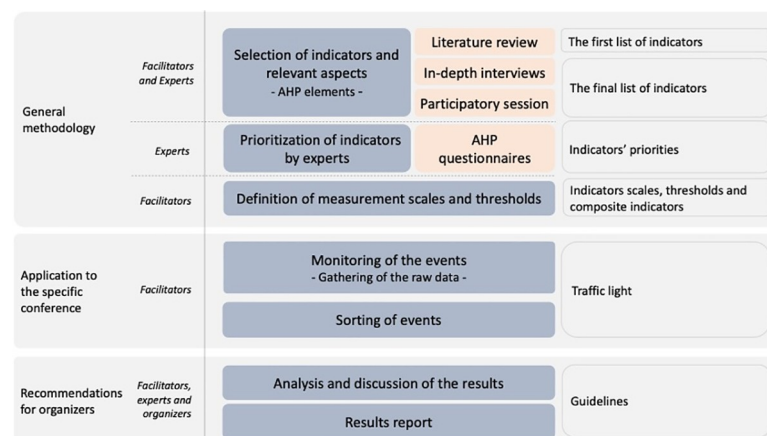 General
methodology
Facilitators
and Experts
Selection of indicators and
relevant aspects
- AHP elements -
Literature review
In-depth interviews
Participatory session
The first list of indicators
The final list of indicators
Experts
Prioritization of indicators
by experts
AHP
questionnaires
Indicators' priorities
Facilitators
Definition of measurement scales and thresholds
Indicators scales, thresholds and
composite indicators
Application to
the specific
conference
Facilitators
Monitoring of the events
- Gathering of the raw data -
Sorting of events
Traffic light
Recommendations
for organizers
Facilitators,
experts and
organizers
Analysis and discussion of the results
Results report
Guidelines